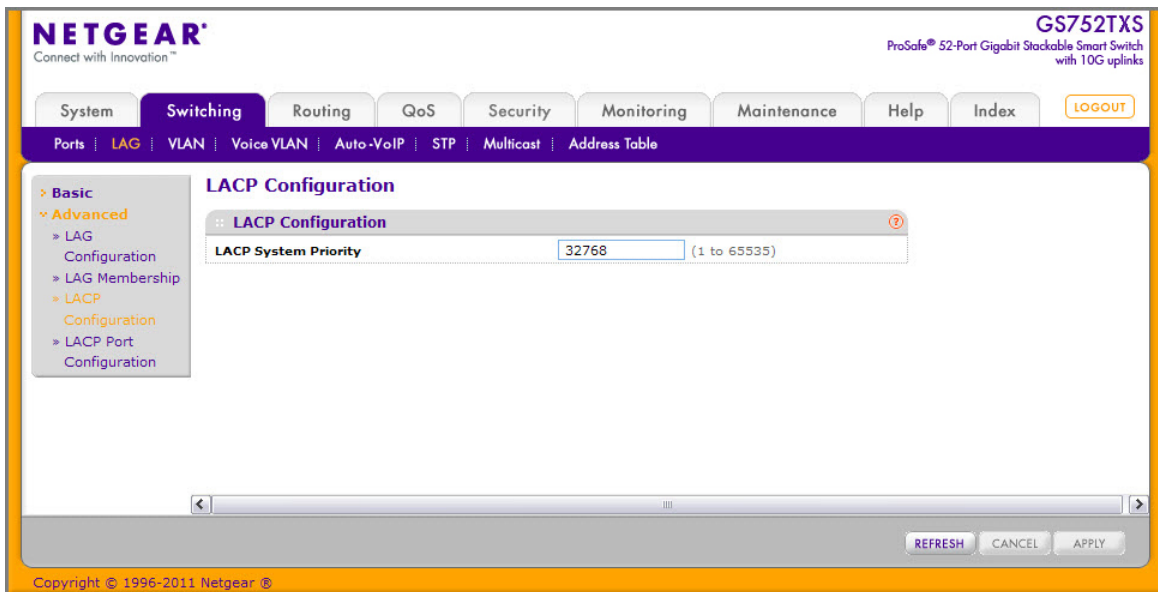 NETGEAR®
Connect with Innovation™
GS752TXS
ProSafe® 52-Port Gigabit Stackable Smart Switch
with 10G uplinks
System Switching Routing QoS Security Monitoring Maintenance Help Index LOGOUT
Ports LAG VLAN Voice VLAN Auto-VoIP STP Multicast Address Table
Basic
Advanced
» LAG
Configuration
» LAG Membership
» LACP
Configuration
» LACP Port
Configuration
LACP Configuration
LACP Configuration ?
LACP System Priority 32768 (1 to 65535)
REFRESH CANCEL APPLY
Copyright © 1996-2011 Netgear ®